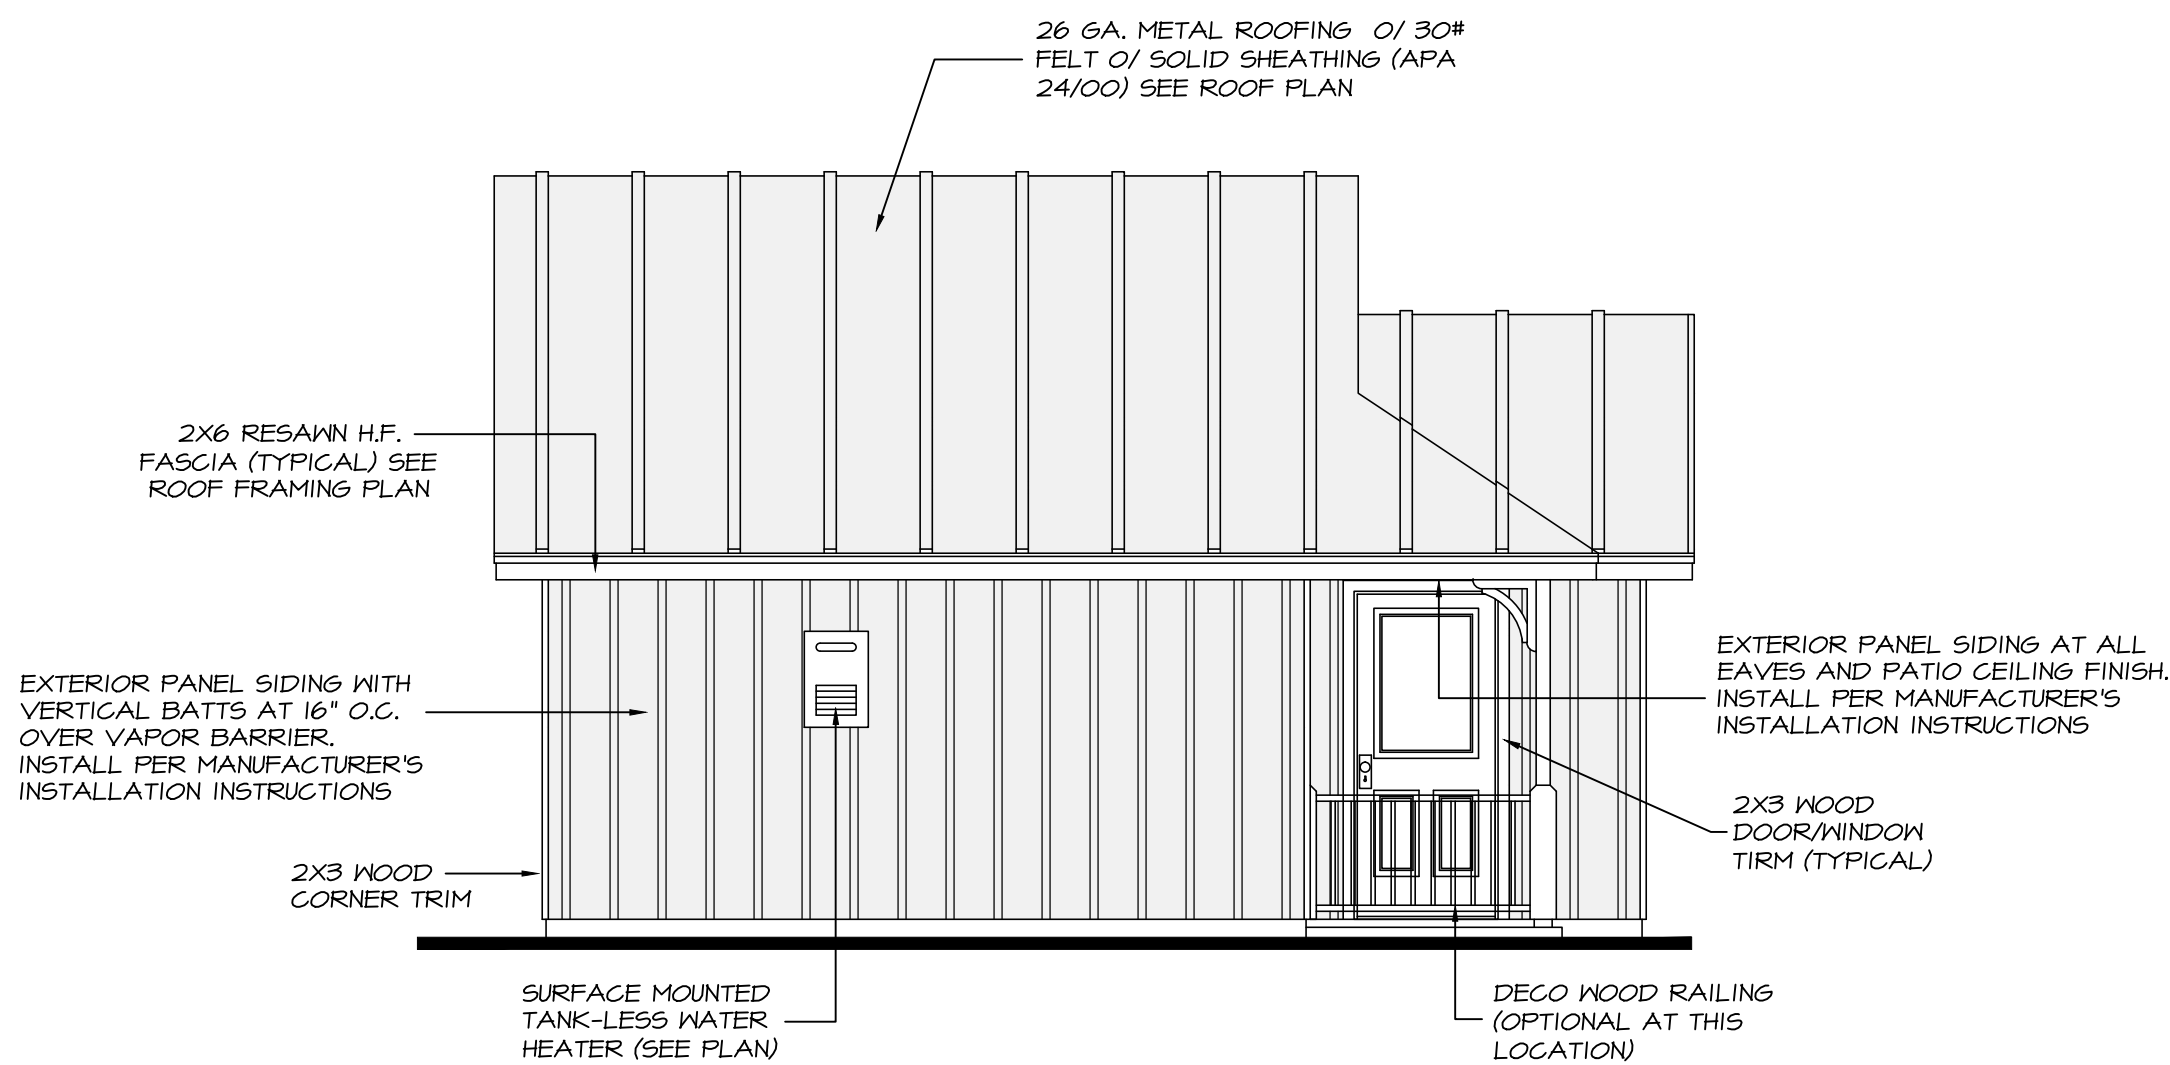 26 GA. METAL ROOFING O/ 30#
FELT O/ SOLID SHEATHING (APA
24/00) SEE ROOF PLAN
2X6 RESAWN H.F.
FASCIA (TYPICAL) SEE
ROOF FRAMING PLAN
EXTERIOR PANEL SIDING WITH
VERTICAL BATTS AT 16" O.C.
OVER VAPOR BARRIER.
INSTALL PER MANUFACTURER'S
INSTALLATION INSTRUCTIONS
2X3 WOOD
CORNER TRIM
SURFACE MOUNTED
TANK-LESS WATER
HEATER (SEE PLAN)
EXTERIOR PANEL SIDING AT ALL
EAVES AND PATIO CEILING FINISH.
INSTALL PER MANUFACTURER'S
INSTALLATION INSTRUCTIONS
2X3 WOOD
DOOR/WINDOW
TIRM (TYPICAL)
DECO WOOD RAILING
(OPTIONAL AT THIS
LOCATION)